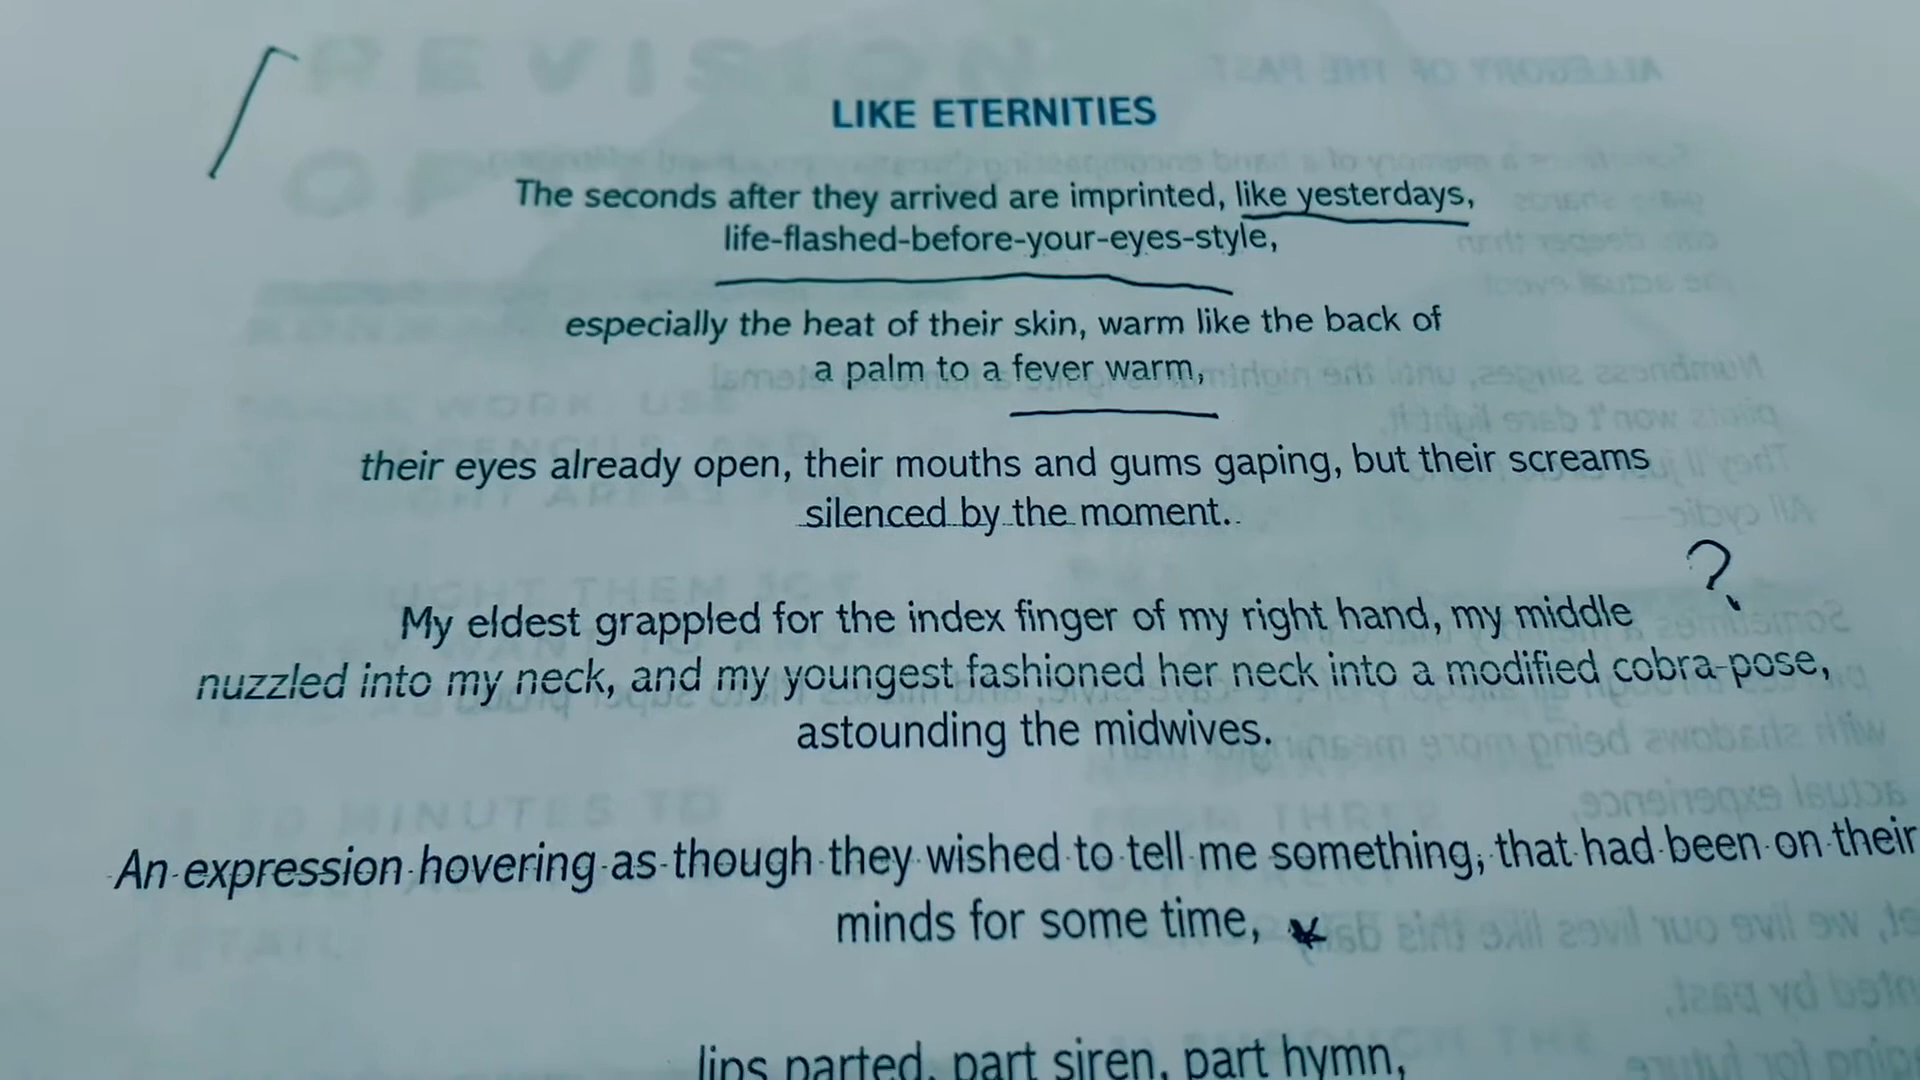 LIKE ETERNITIES
The seconds after they arrived are imprinted, like yesterdays,
life-flashed-before-your-eyes-style,
especially the heat of their skin, warm like the back of
a palm to a fever warm,
their eyes already open, their mouths and gums gaping, but their screams
silenced by the moment.
?
My eldest grappled for the index finger of my right hand, my middle
nuzzled into my neck, and my youngest fashioned her neck into a modified cobra-pose,
astounding the midwives.
An expression hovering as though they wished to tell me something, that had been on their
minds for some time,
lips parted, part siren, part hymn,